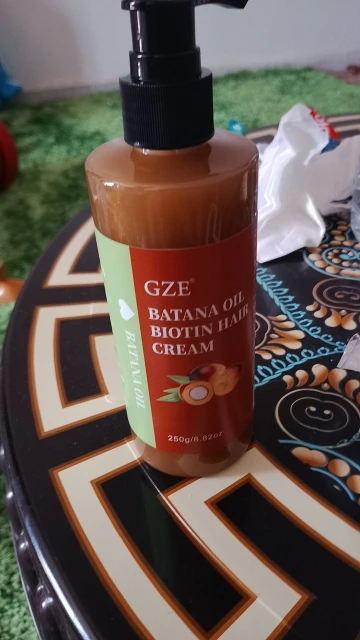 GZE®
BATANA OIL
BIOTIN HAIR
CREAM
BATANA OIL
250g/8.82oz